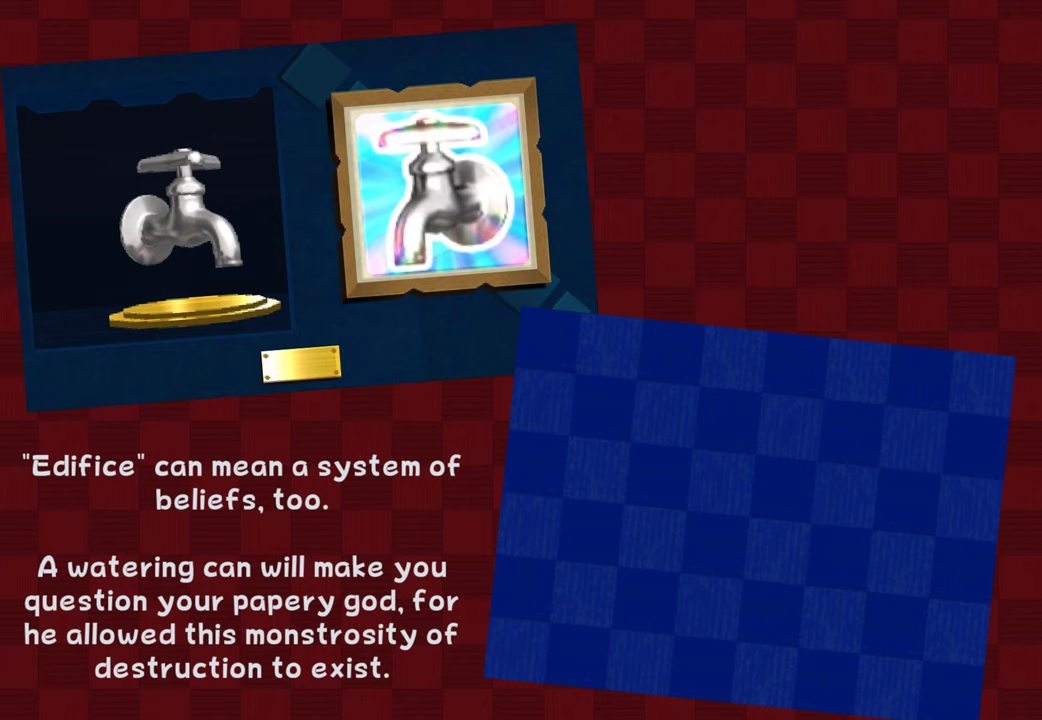 "Edifice" can mean a system of
beliefs, too.
A watering can will make you
question your papery god, for
he allowed this monstrosity of
destruction to exist.